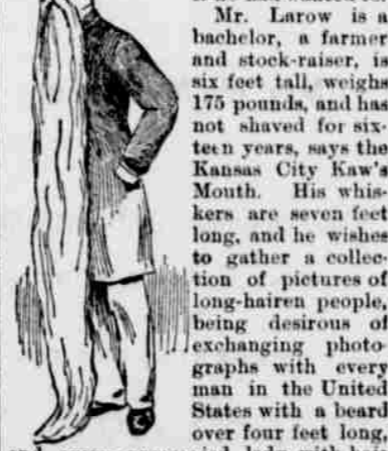 Mr. Larow is a
bachelor, a farmer
and stock-raiser, is
six feet tall, weighs
175 pounds, and has
not shaved for six-
teen years, says the
Kansas City Kaw's
Mouth. His whis-
kers are seven feet
long, and he wishes
to gather a collec-
tion of pictures of
long-hairen people,
being desirous of
exchanging photo-
graphs with every
man in the United
States with a beard
over four feet long,